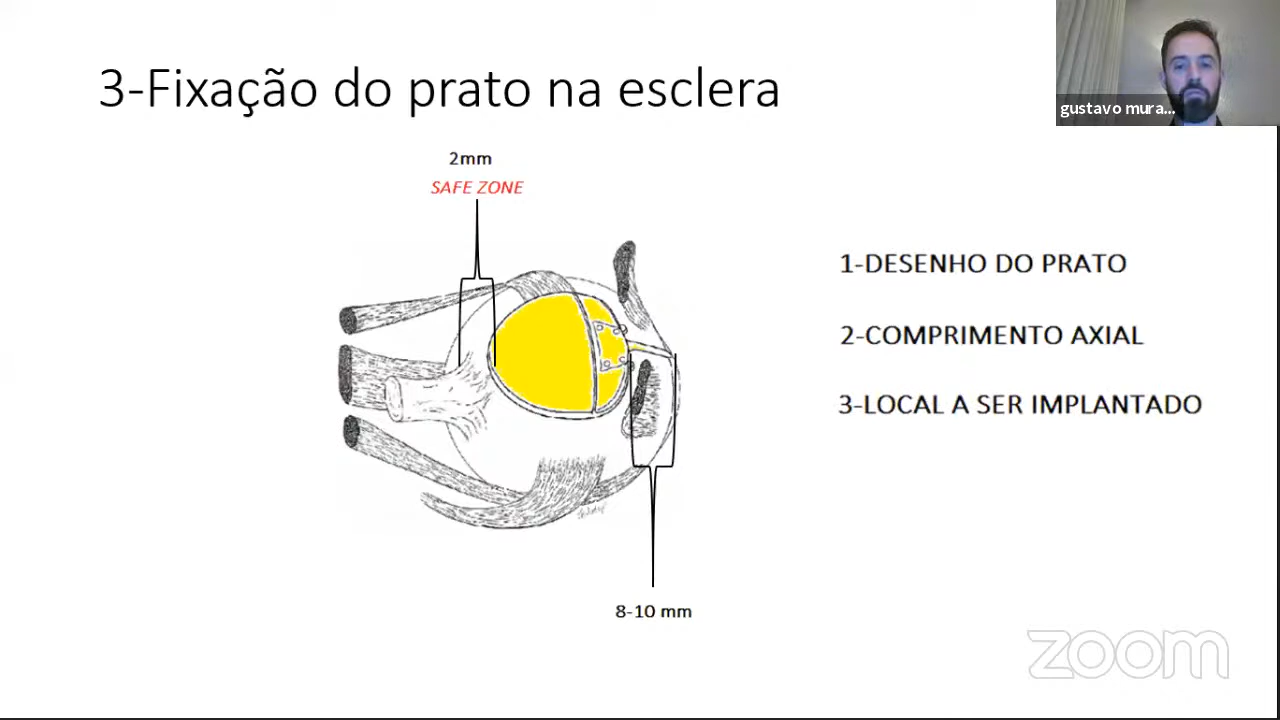 3-Fixação do prato na esclera
gustavo mura...
2mm
SAFE ZONE
1-DESENHO DO PRATO
2-COMPRIMENTO AXIAL
3-LOCAL A SER IMPLANTADO
8-10 mm
zoom